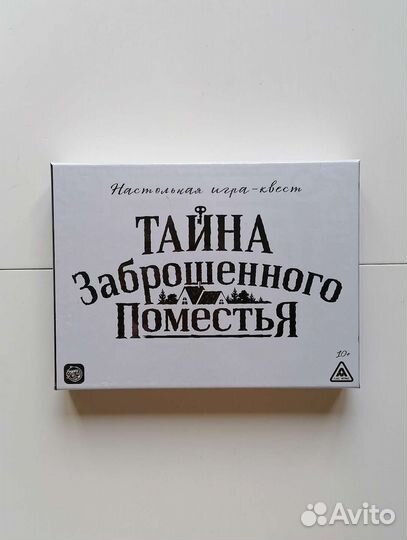 Настольная игра-квест
ТАЙНА
Заброшенного
Поместья
10+
Avito